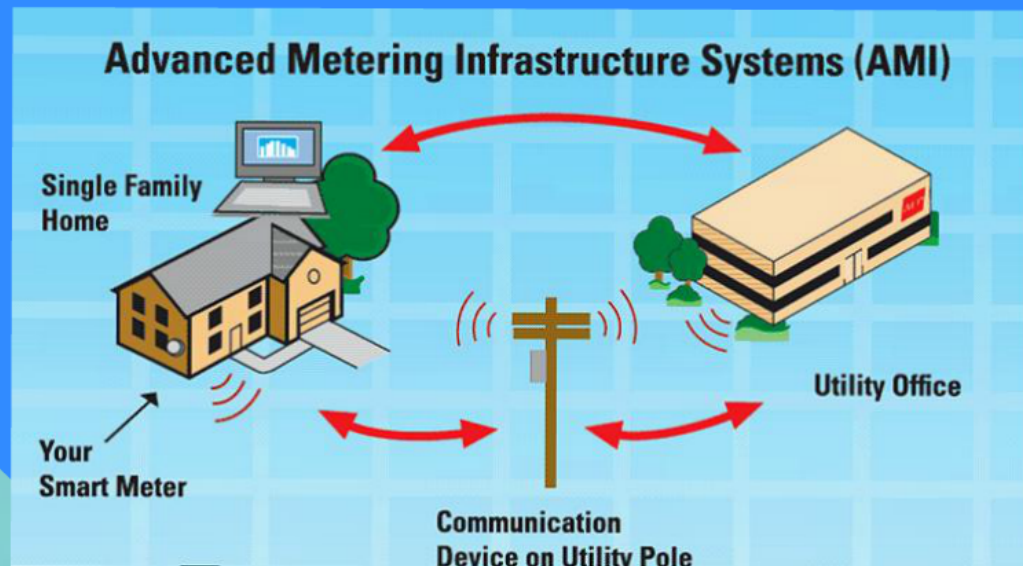 Advanced Metering Infrastructure Systems (AMI)
Single Family
Home
Utility Office
Your
Smart Meter
Communication
Device on Utility Pole